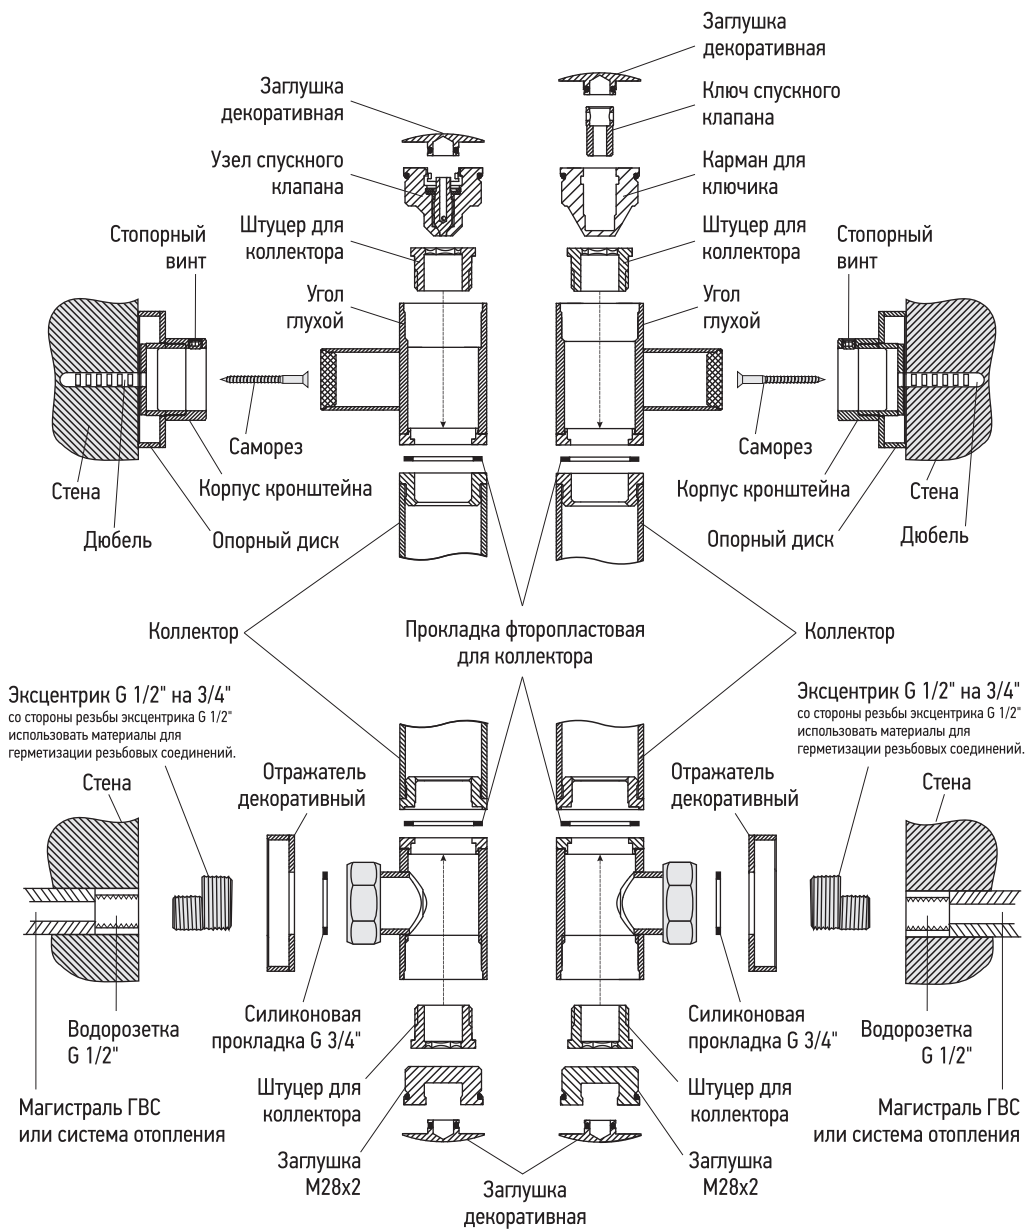 Заглушка
декоративная
Ключ спускного
клапана
Карман для
ключика
Штуцер для
коллектора
Угол
глухой
Стопорный
винт
Заглушка
декоративная
Узел спускного
клапана
Штуцер для
коллектора
Угол
глухой
Стопорный
винт
Саморез
Корпус кронштейна
Стена
Дюбель
Опорный диск
Саморез
Корпус кронштейна
Стена
Опорный диск
Дюбель
Коллектор
Прокладка фторопластовая
для коллектора
Коллектор
Эксцентрик G 1/2" на 3/4"
со стороны резьбы эксцентрика G 1/2"
использовать материалы для
герметизации резьбовых соединений.
Стена
Отражатель
декоративный
Эксцентрик G 1/2" на 3/4"
со стороны резьбы эксцентрика G 1/2"
использовать материалы для
герметизации резьбовых соединений.
Отражатель
декоративный
Стена
Водорозетка
G 1/2"
Силиконовая
прокладка G 3/4"
Силиконовая
прокладка G 3/4"
Водорозетка
G 1/2"
Магистраль ГВС
или система отопления
Штуцер для
коллектора
Штуцер для
коллектора
Магистраль ГВС
или система отопления
Заглушка
M28x2
Заглушка
декоративная
Заглушка
M28x2